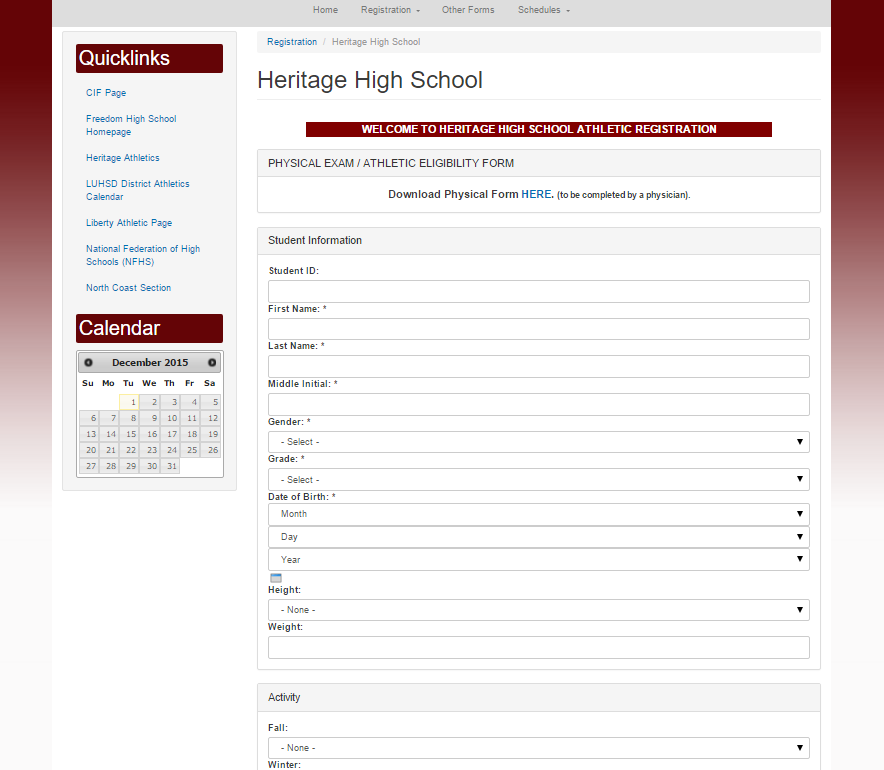 Home Registration Other Forms Schedules
Quicklinks
CIF Page
Freedom High School
Homepage
Heritage Athletics
LUHSD District Athletics
Calendar
Liberty Athletic Page
National Federation of High
Schools (NFHS)
North Coast Section
Calendar
December 2015
Su Mo Tu We Th Fr Sa
1 2 3 4 5
6 7 8 9 10 11 12
13 14 15 16 17 18 19
20 21 22 23 24 25 26
27 28 29 30 31
Registration / Heritage High School
Heritage High School
WELCOME TO HERITAGE HIGH SCHOOL ATHLETIC REGISTRATION
PHYSICAL EXAM / ATHLETIC ELIGIBILITY FORM
Download Physical Form HERE. (to be completed by a physician).
Student Information
Student ID:
First Name: *
Last Name: *
Middle Initial: *
Gender: *
- Select -
Grade: *
- Select -
Date of Birth: *
Month
Day
Year
Height:
- None -
Weight:
Activity
Fall:
- None -
Winter: